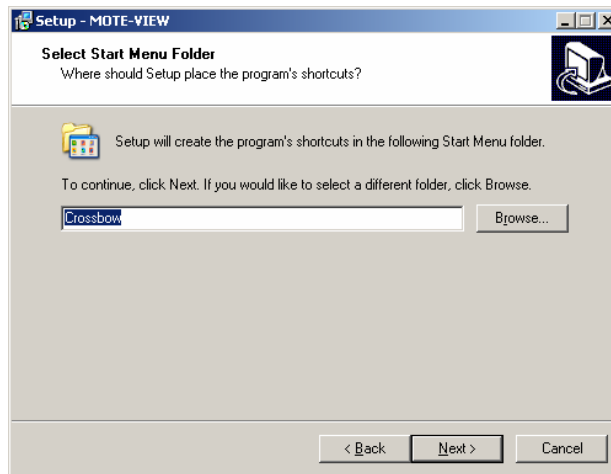 Setup - MOTE-VIEW
Select Start Menu Folder
Where should Setup place the program's shortcuts?
Setup will create the program's shortcuts in the following Start Menu folder.
To continue, click Next. If you would like to select a different folder, click Browse.
Crossbow
Browse...
< Back
Next >
Cancel